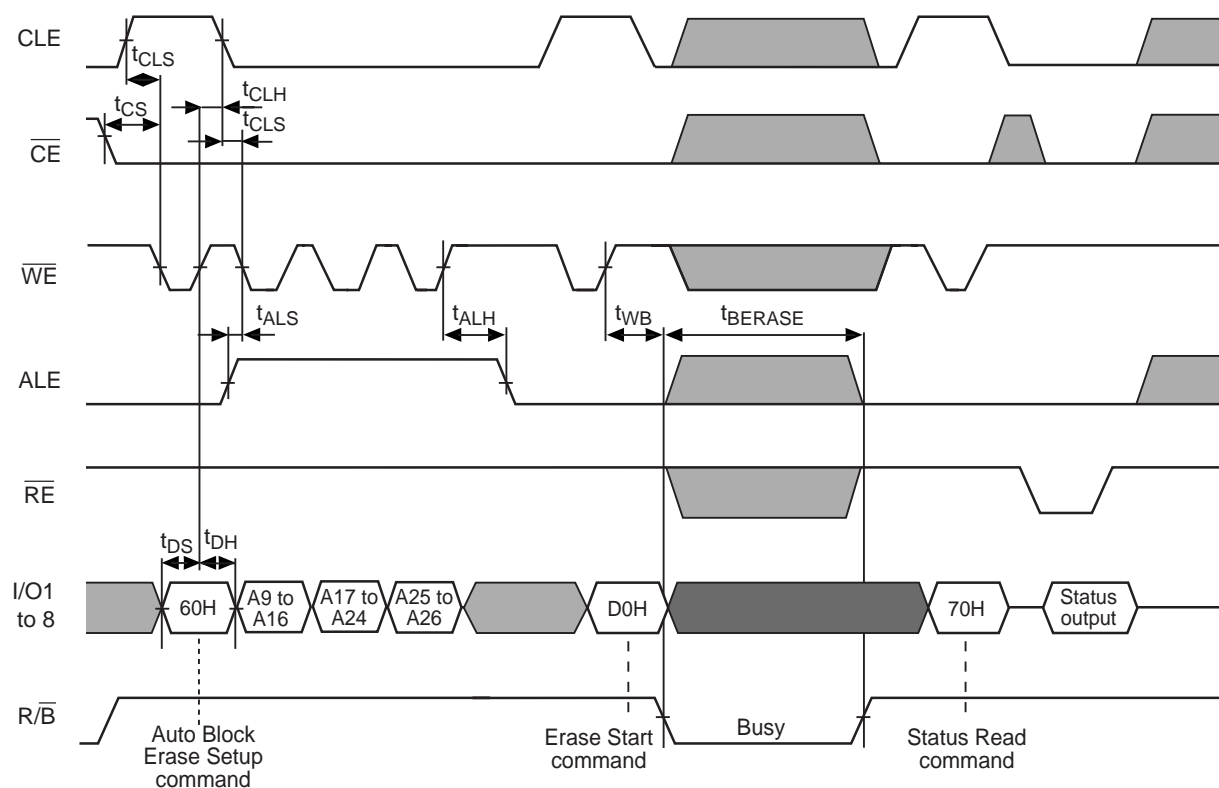 CLE
tCLS
tCLH
tCS
tCLS
CE
WE
tALS
tALH
tWB
tBERASE
ALE
RE
tDS
tDH
I/O1
to 8
60H
A9 to
A16
A17 to
A24
A25 to
A26
D0H
70H
Status
output
R/B
Busy
Auto Block
Erase Setup
command
Erase Start
command
Status Read
command